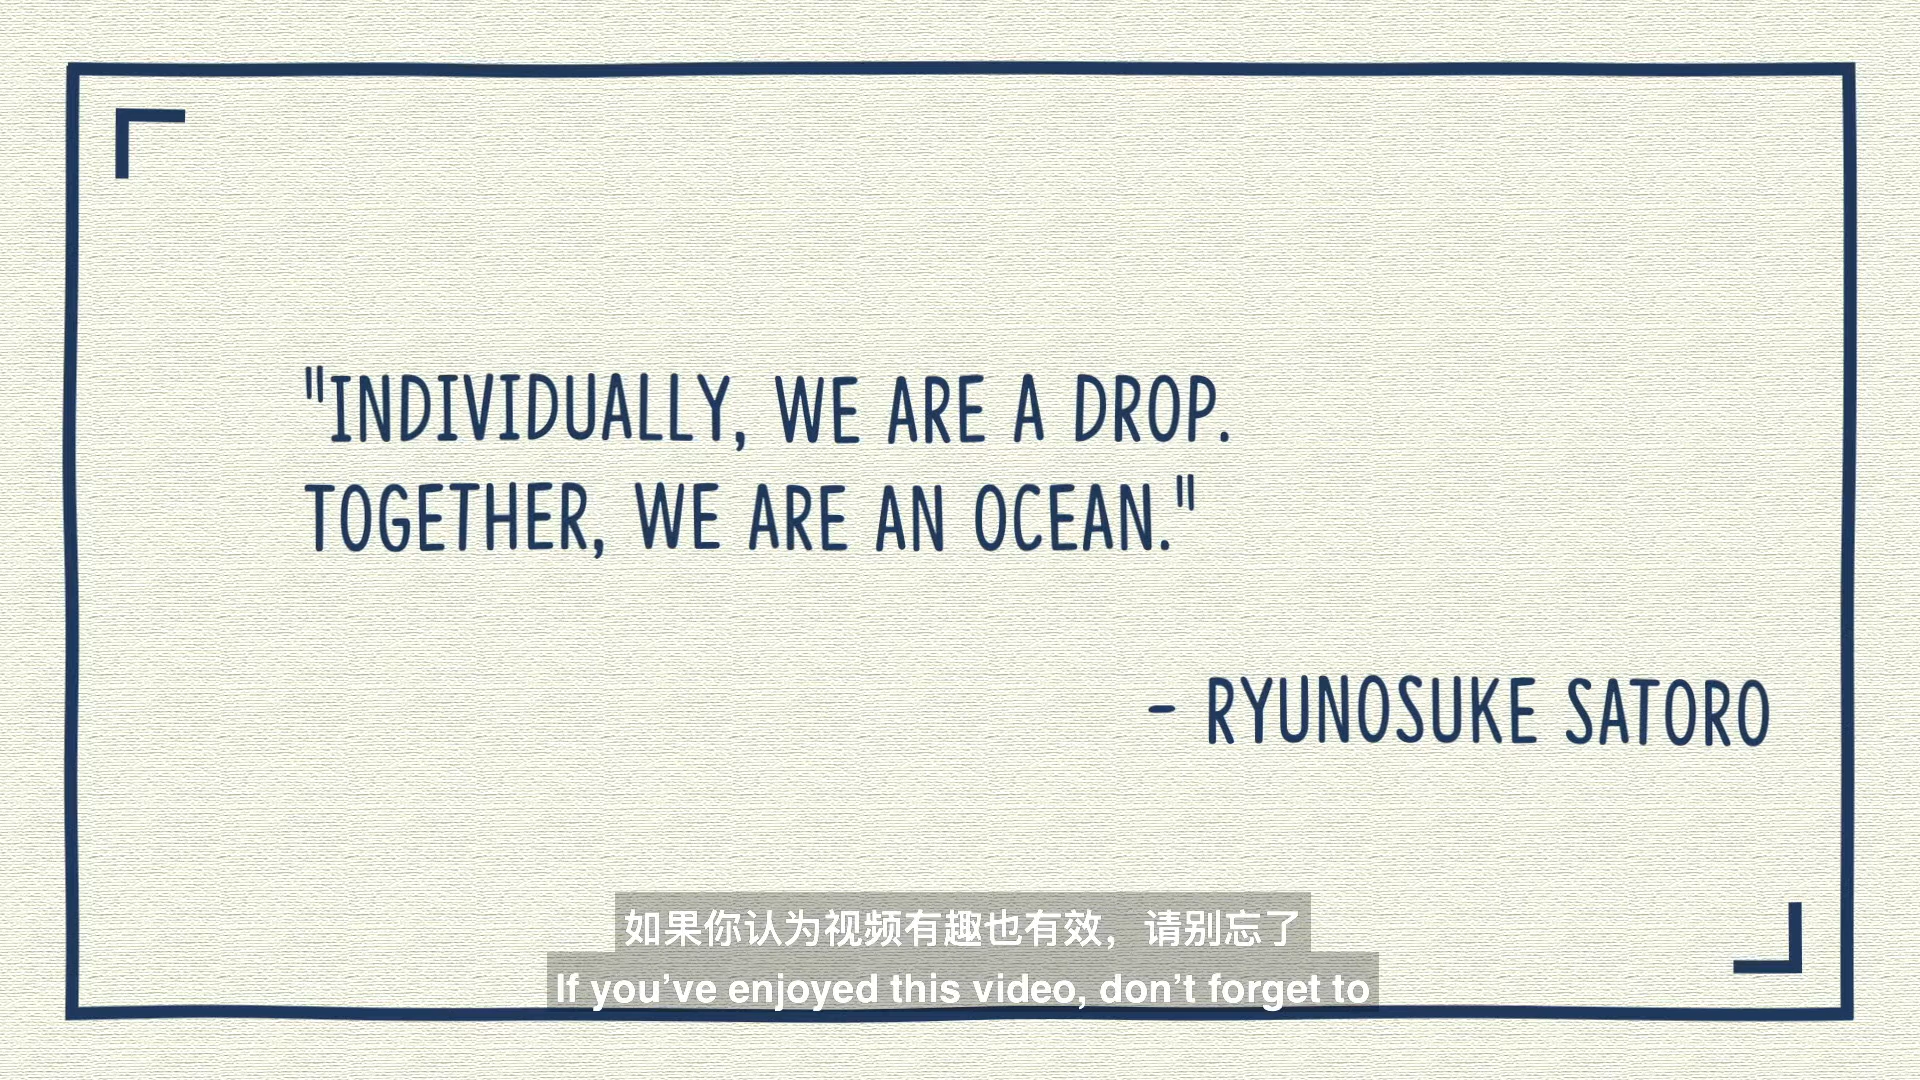 "INDIVIDUALLY, WE ARE A DROP.
TOGETHER, WE ARE AN OCEAN."
- RYUNOSUKE SATORO
如果你认为视频有趣也有效，请别忘了
If you’ve enjoyed this video, don’t forget to